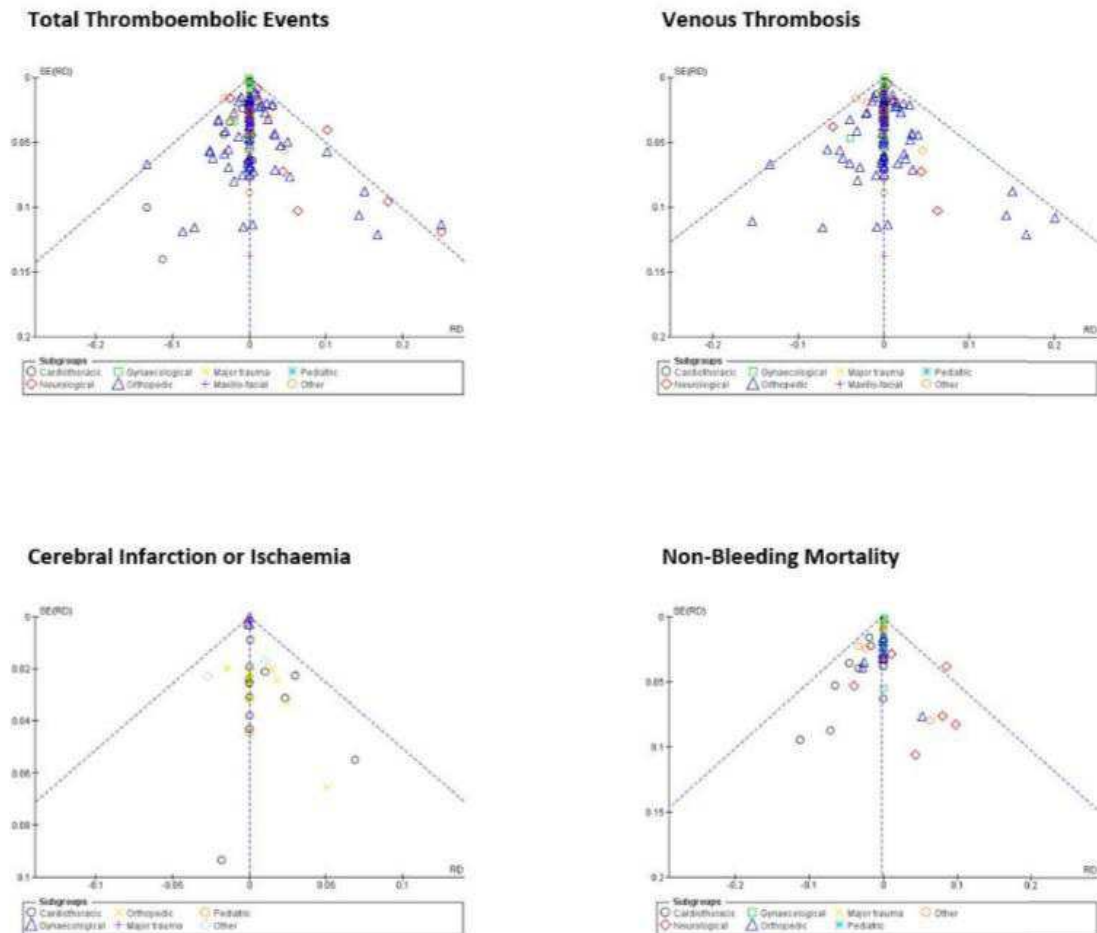 Total Thromboembolic Events
SE(RD)
0
0.05
0.1
0.15
0.2
-0.2
-0.1
0
0.1
0.2
RD
Subgroups
Cardiothoracic
Gynaecological
Major trauma
Pediatric
Neurological
Orthopedic
Maxillo-facial
Other
Venous Thrombosis
SE(RD)
0
0.05
0.1
0.15
0.2
-0.2
-0.1
0
0.1
0.2
RD
Subgroups
Cardiothoracic
Gynaecological
Major trauma
Pediatric
Neurological
Orthopedic
Maxillo-facial
Other
Cerebral Infarction or Ischaemia
SE(RD)
0
0.02
0.04
0.06
0.08
0.1
-0.1
-0.05
0
0.05
0.1
RD
Subgroups
Cardiothoracic
Orthopedic
Pediatric
Gynaecological
Major trauma
Other
Non-Bleeding Mortality
SE(RD)
0
0.05
0.1
0.15
0.2
-0.2
-0.1
0
0.1
0.2
RD
Subgroups
Cardiothoracic
Gynaecological
Major trauma
Other
Neurological
Orthopedic
Pediatric